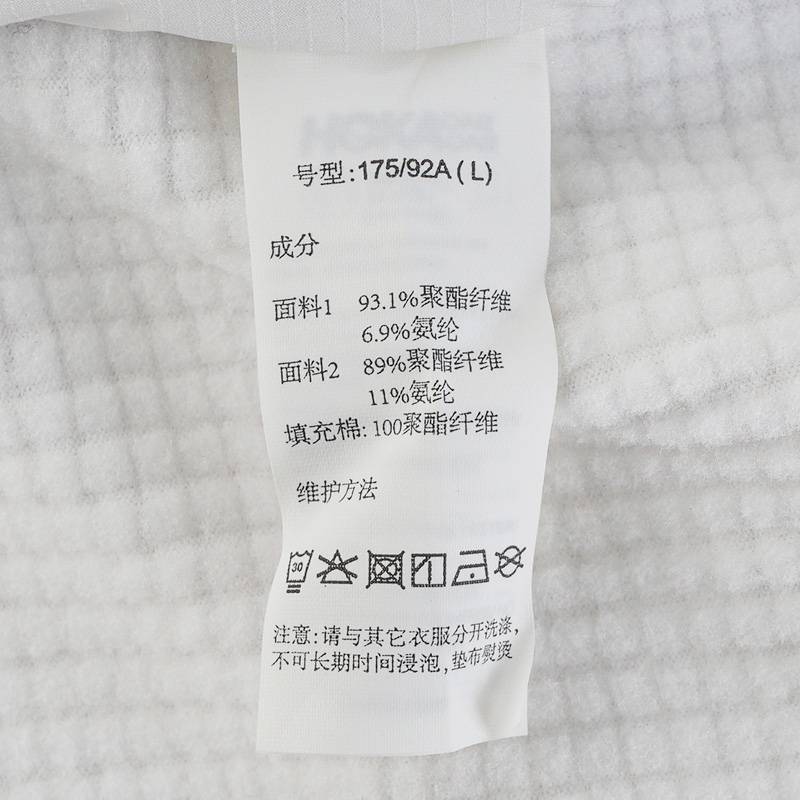 号型:175/92A(L)
成分
面料1 93.1%聚酯纤维
6.9%氨纶
面料2 89%聚酯纤维
11%氨纶
填充棉:100聚酯纤维
维护方法
30
注意:请与其它衣服分开洗涤,
不可长期时间浸泡,垫布熨烫